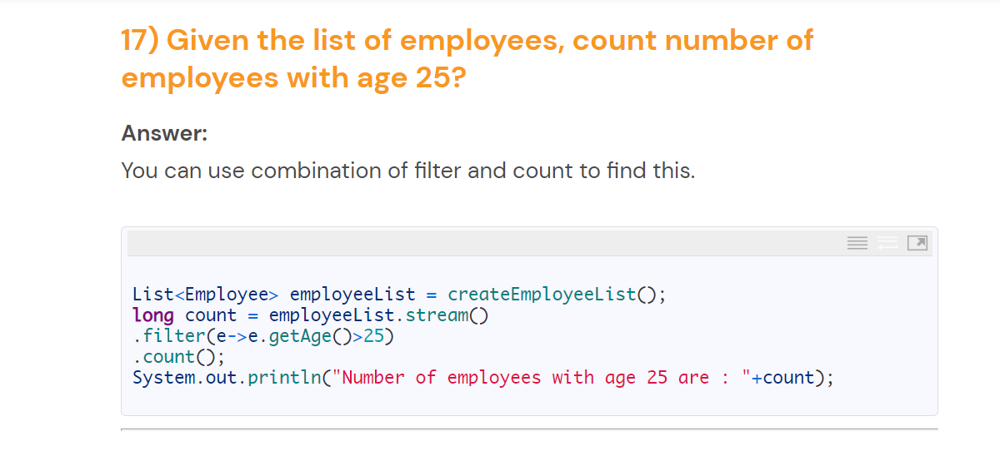 17) Given the list of employees, count number of
employees with age 25?
Answer:
You can use combination of filter and count to find this.
List<Employee> employeeList = createEmployeeList();
long count = employeeList.stream()
.filter(e->e.getAge()>25)
.count();
System.out.println("Number of employees with age 25 are : "+count);